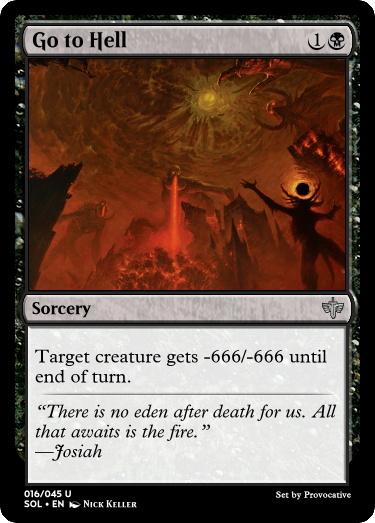 Go to Hell 1
Sorcery
Target creature gets -666/-666 until
end of turn.
“There is no eden after death for us. All
that awaits is the fire.”
—Josiah
016/045 U
SOL • EN Nick Keller
Set by Provocative